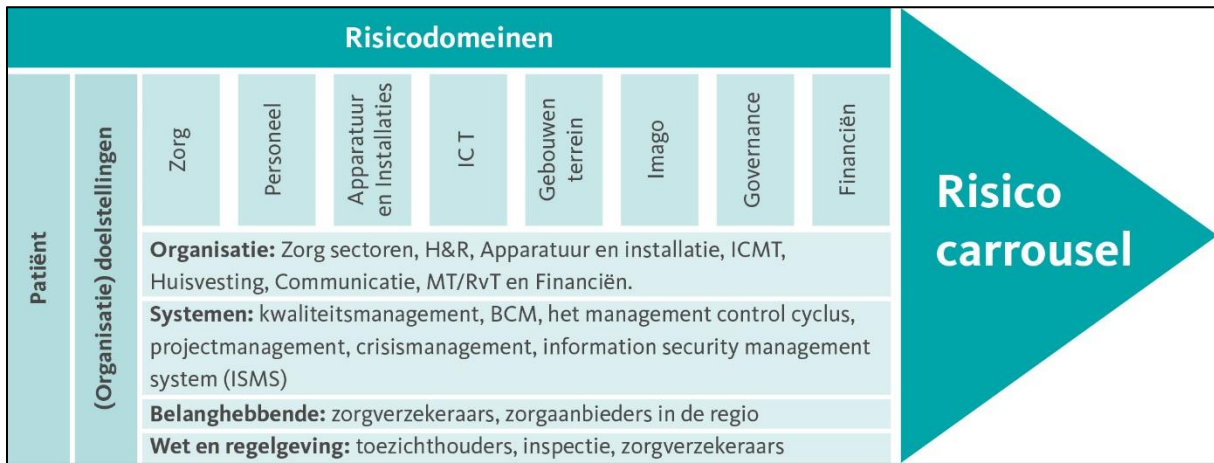 Risicodomeinen
Patiënt
(Organisatie) doelstellingen
Zorg
Personeel
Apparatuur
en Installaties
IC T
Gebouwen
terrein
Imago
Governance
Financiën
Organisatie: Zorg sectoren, H&R, Apparatuur en installatie, ICMT,
Huisvesting, Communicatie, MT/RvT en Financiën.
Systemen: kwaliteitsmanagement, BCM, het management control cyclus,
projectmanagement, crisismanagement, information security management
system (ISMS)
Belanghebbende: zorgverzekeraars, zorgaanbieders in de regio
Wet en regelgeving: toezichthouders, inspectie, zorgverzekeraars
Risico
carrousel